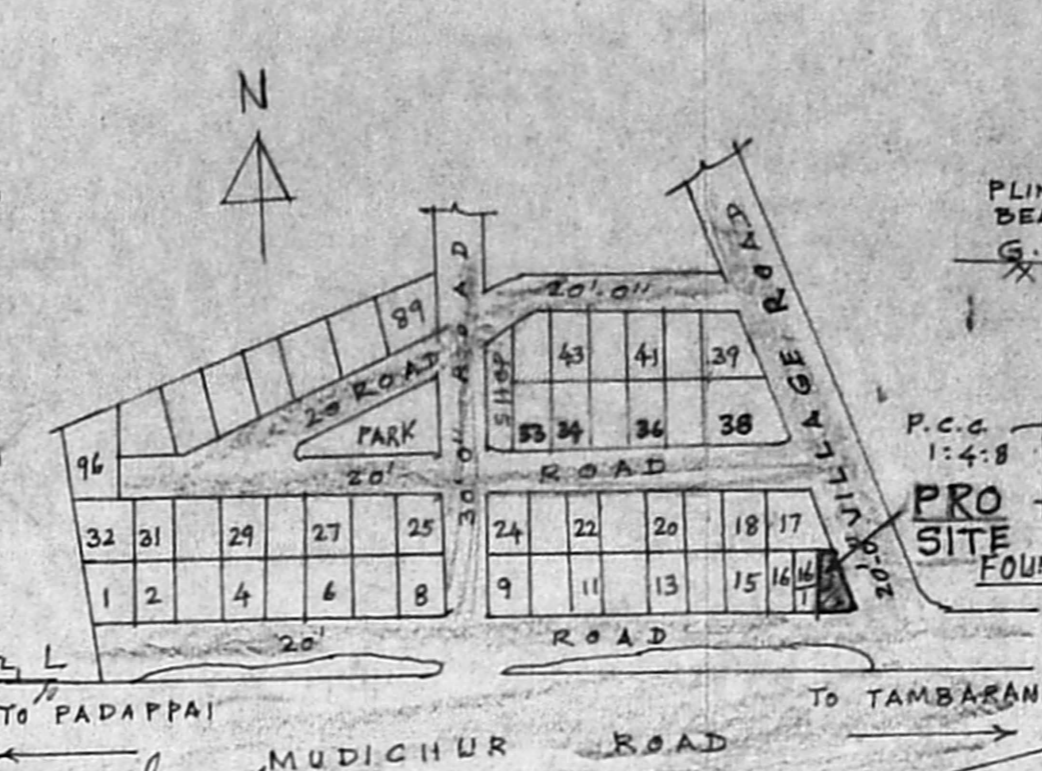 N
PLIN
BEA
G.
VILLAGE ROAD
20'-0"
30'-0" ROAD
20'-0"
89
20' ROAD
SHOP
43
41
39
33
34
36
38
PARK
96
20'
ROAD
P.C.C.
1:4:8
PRO
SITE
FOU
32
31
29
27
25
24
22
20
18
17
1
2
4
6
8
9
11
13
15
16
16
1
20'
ROAD
L
TO PADAPPAI
TO TAMBARAN
MUDICHUR ROAD